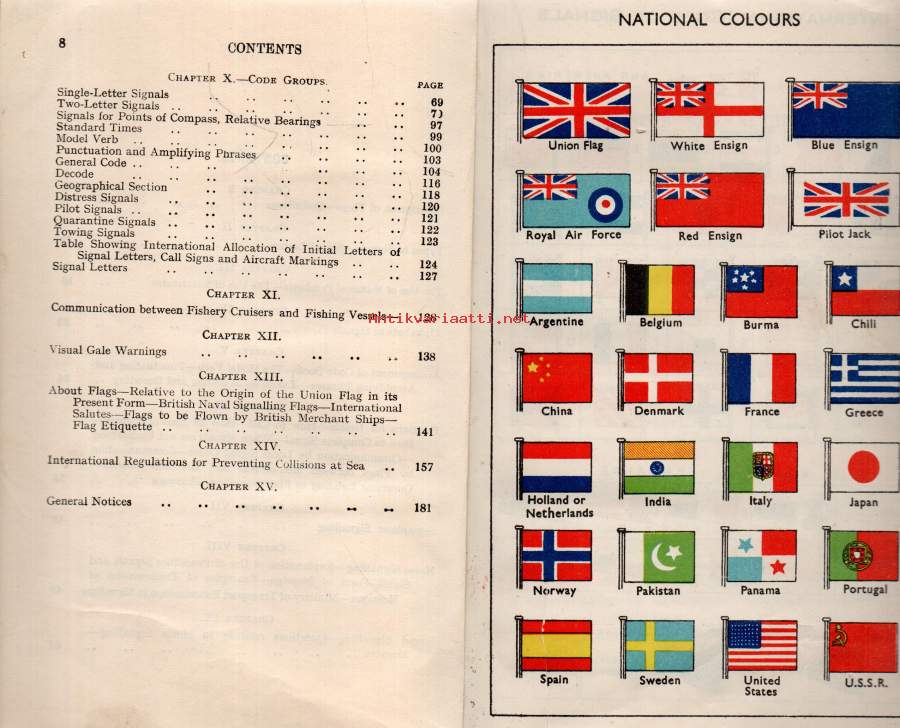 8
CONTENTS
CHAPTER X.—CODE GROUPS.
PAGE
Single-Letter Signals .. .. .. .. .. .. 69
Two-Letter Signals .. .. .. .. .. .. 70
Signals for Points of Compass, Relative Bearings .. .. 97
Standard Times .. .. .. .. .. .. 99
Model Verb .. .. .. .. .. .. 100
Punctuation and Amplifying Phrases .. .. .. 103
General Code .. .. .. .. .. .. 104
Decode .. .. .. .. .. .. 116
Geographical Section .. .. .. .. .. 118
Distress Signals .. .. .. .. .. .. 120
Pilot Signals .. .. .. .. .. .. 121
Quarantine Signals .. .. .. .. .. .. 122
Towing Signals .. .. .. .. .. .. 123
Table Showing International Allocation of Initial Letters of
Signal Letters, Call Signs and Aircraft Markings .. .. 124
Signal Letters .. .. .. .. .. .. 127
CHAPTER XI.
Communication between Fishery Cruisers and Fishing Vessels— 128
Antikvariaatti.net
CHAPTER XII.
Visual Gale Warnings .. .. .. .. .. .. 138
CHAPTER XIII.
About Flags—Relative to the Origin of the Union Flag in its
Present Form—British Naval Signalling Flags—International
Salutes—Flags to be Flown by British Merchant Ships—
Flag Etiquette .. .. .. .. .. .. 141
CHAPTER XIV.
International Regulations for Preventing Collisions at Sea .. 157
CHAPTER XV.
General Notices .. .. .. .. .. .. .. 181
NATIONAL COLOURS
Union Flag
White Ensign
Blue Ensign
Royal Air Force
Red Ensign
Pilot Jack
Argentine
Belgium
Burma
Chili
China
Denmark
France
Greece
Holland or
Netherlands
India
Italy
Japan
Norway
Pakistan
Panama
Portugal
Spain
Sweden
United
States
U.S.S.R.